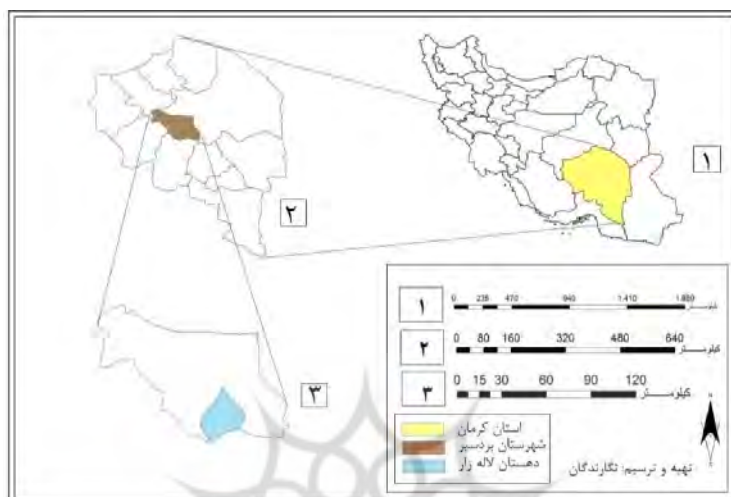 ۱
۲
۳
۱ 0 235 470 940 1,410 1,880
۲ 0 80 160 320 480 640 کیلومتر
۳ 0 15 30 60 90 120 کیلومتر
استان کرمان
شهرستان بردسیر
دهستان لاله زار
تهیه و ترسیم: نگارندگان
N